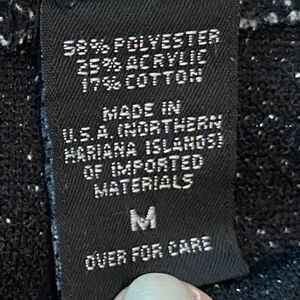 58% POLYESTER
25% ACRYLIC
17% COTTON
MADE IN
U.S.A. (NORTHERN
MARIANA ISLANDS)
OF IMPORTED
MATERIALS
M
OVER FOR CARE